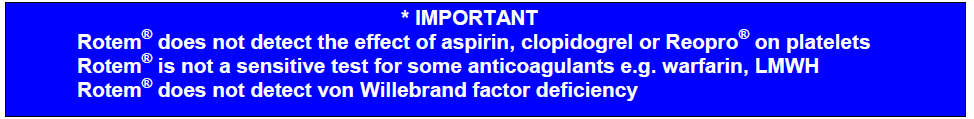 * IMPORTANT
Rotem® does not detect the effect of aspirin, clopidogrel or Reopro® on platelets
Rotem® is not a sensitive test for some anticoagulants e.g. warfarin, LMWH
Rotem® does not detect von Willebrand factor deficiency